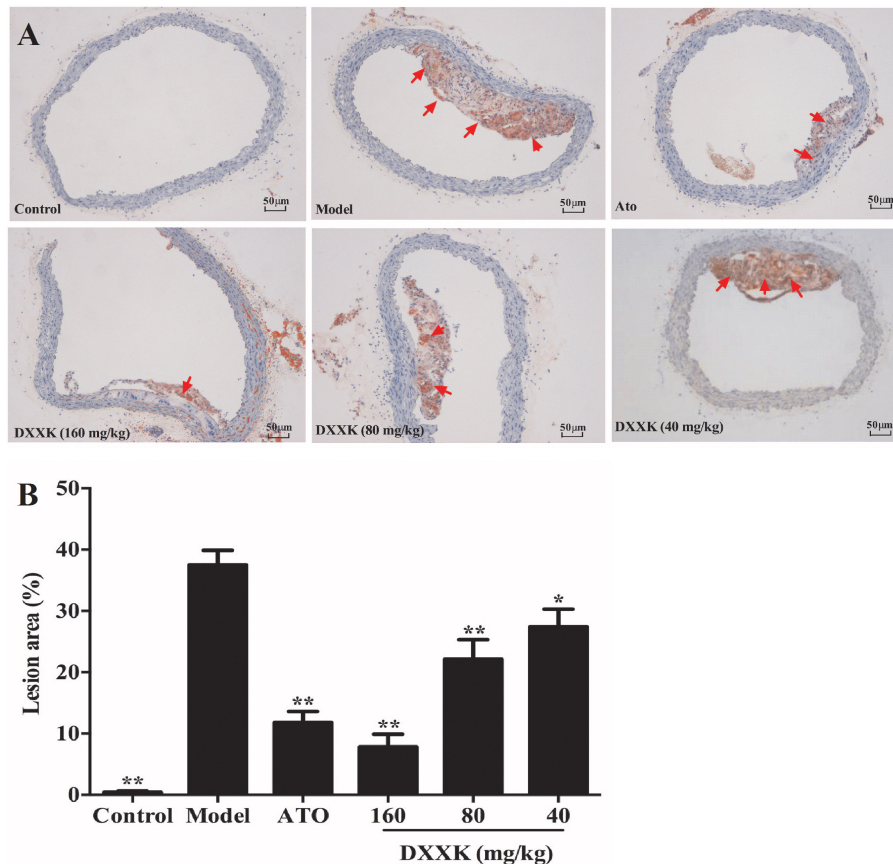 A
Control
50μm
Model
50μm
Ato
50μm
DXXK (160 mg/kg)
50μm
DXXK (80 mg/kg)
50μm
DXXK (40 mg/kg)
50μm
B
Lesion area (%)
50
40
30
20
10
0
**
**
**
**
*
Control Model ATO 160 80 40
DXXK (mg/kg)